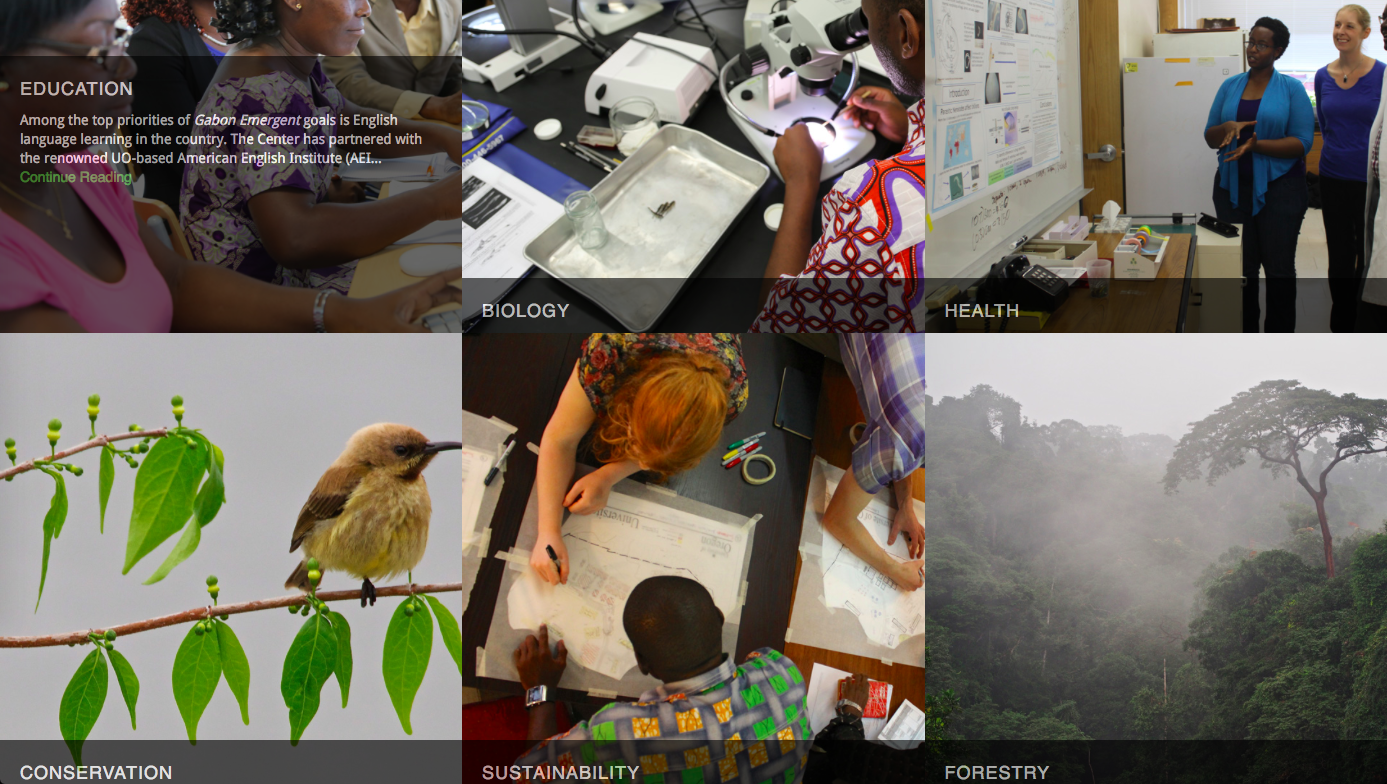 EDUCATION
Among the top priorities of Gabon Emergent goals is English
language learning in the country. The Center has partnered with
the renowned UO-based American English Institute (AEI...
Continue Reading
BIOLOGY
HEALTH
Introduction
CONSERVATION
SUSTAINABILITY
FORESTRY